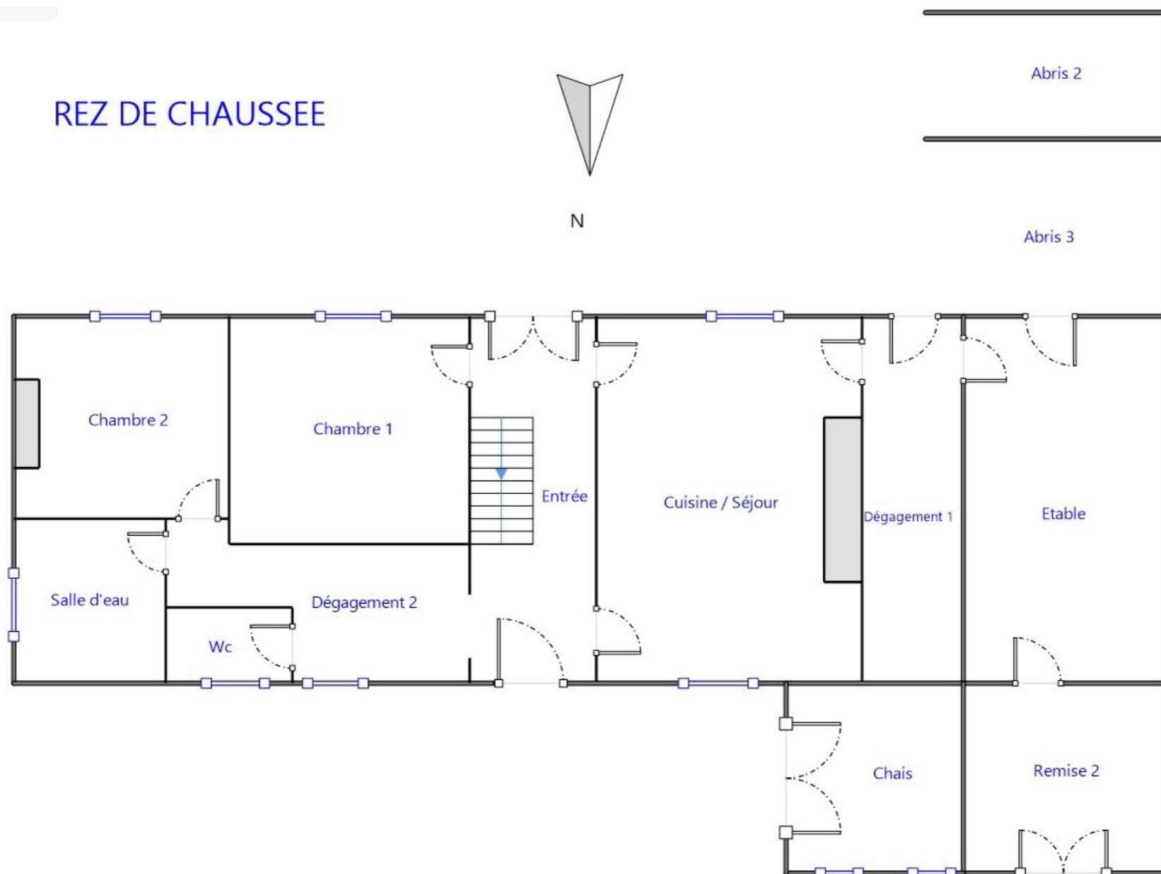 Abris 2
REZ DE CHAUSSEE
N
Abris 3
Chambre 2
Chambre 1
Entrée
Cuisine / Séjour
Dégagement 1
Etable
Salle d'eau
Dégagement 2
Wc
Chais
Remise 2